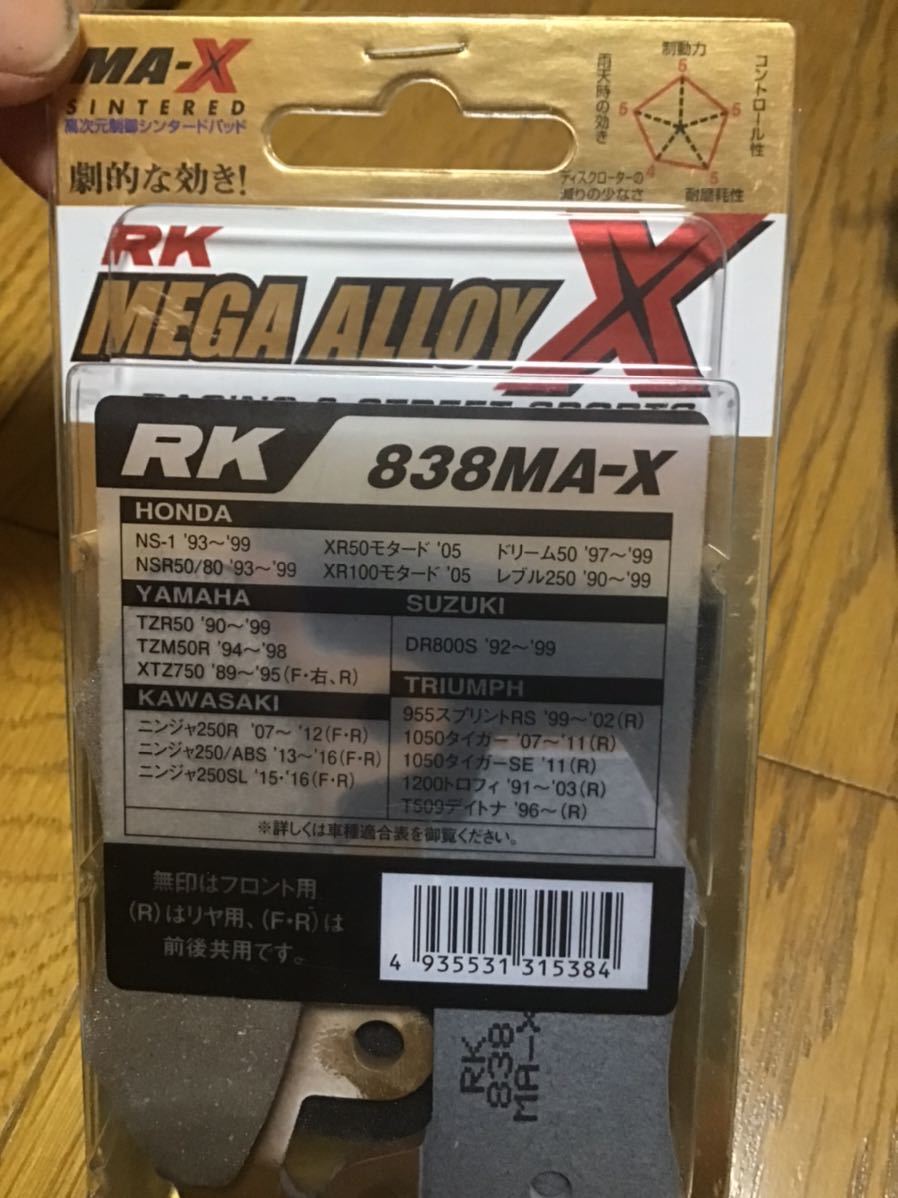 MA-X
SINTERED
高次元制御シンタードパッド
劇的な効き!
制動力
5
コントロール性
5
耐磨耗性
5
ディスクローターの
減りの少なさ
4
雨天時の効き
5
RK
MEGA ALLOY X
RACING & STREET SPORTS
RK 838MA-X
HONDA
NS-1 '93～'99 XR50モタード '05 ドリーム50 '97～'99
NSR50/80 '93～'99 XR100モタード '05 レブル250 '90～'99
YAMAHA
TZR50 '90～'99
TZM50R '94～'98
XTZ750 '89～'95(F・右、R)
SUZUKI
DR800S '92～'99
KAWASAKI
ニンジャ250R '07～ '12(F・R)
ニンジャ250/ABS '13～'16(F・R)
ニンジャ250SL '15・'16(F・R)
TRIUMPH
955スプリントRS '99～'02(R)
1050タイガー '07～'11(R)
1050タイガーSE '11(R)
1200トロフィ '91～'03(R)
T509デイトナ '96～(R)
※詳しくは車種適合表を御覧ください。
無印はフロント用
(R)はリヤ用、(F・R)は
前後共用です。
4 935531 315384
RK
838
MA-X